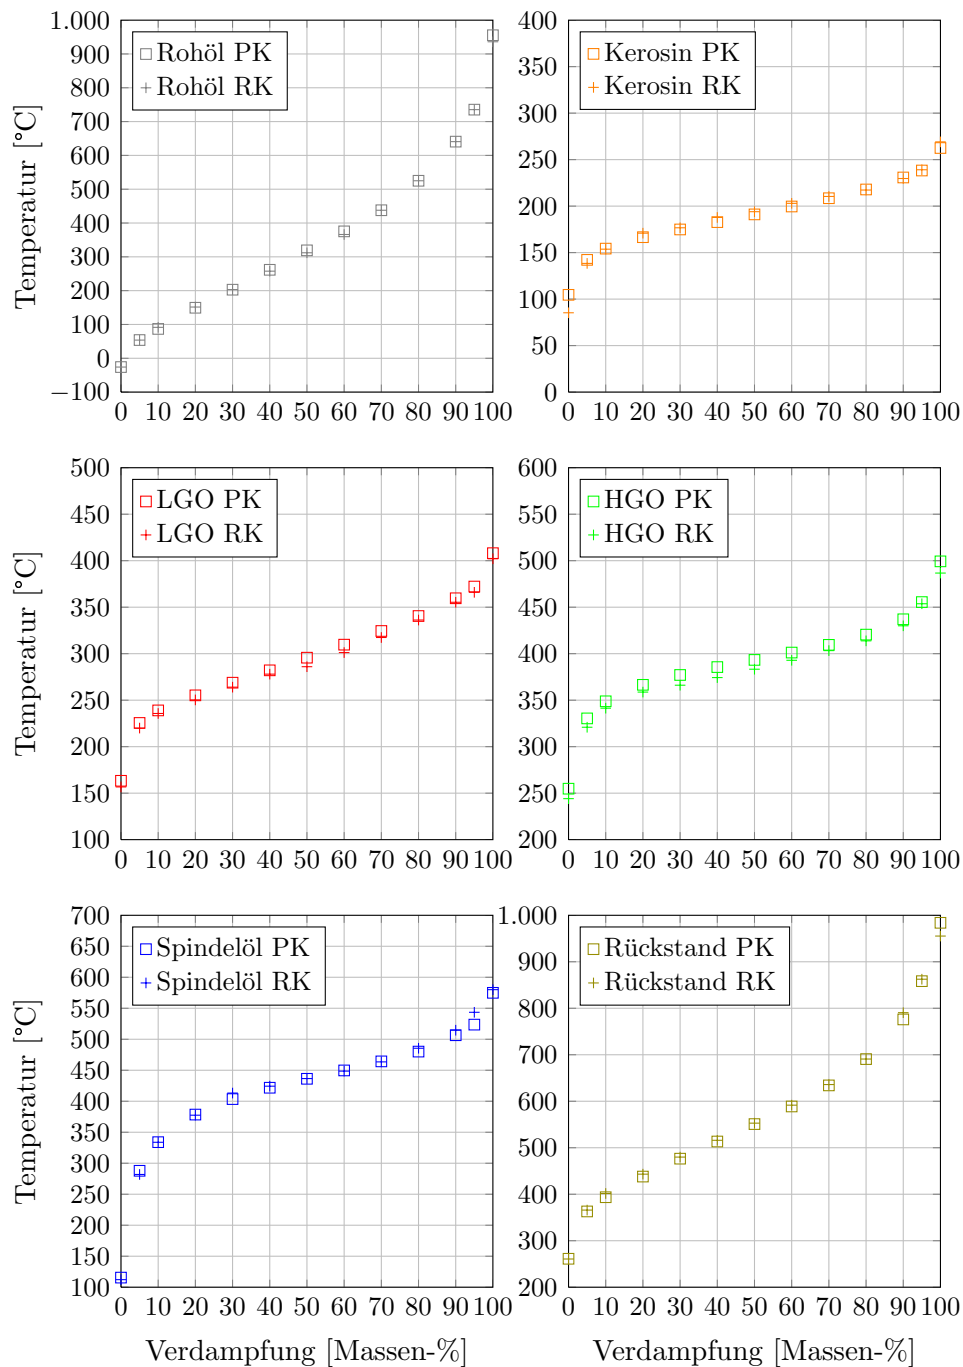 1.000
900
800
700
600
500
400
300
200
100
0
−100
0 10 20 30 40 50 60 70 80 90 100
Temperatur [°C]
Rohöl PK
Rohöl RK
400
350
300
250
200
150
100
50
0
0 10 20 30 40 50 60 70 80 90 100
Kerosin PK
Kerosin RK
500
450
400
350
300
250
200
150
100
0 10 20 30 40 50 60 70 80 90 100
Temperatur [°C]
LGO PK
LGO RK
600
550
500
450
400
350
300
250
200
0 10 20 30 40 50 60 70 80 90 100
HGO PK
HGO RK
700
650
600
550
500
450
400
350
300
250
200
150
100
0 10 20 30 40 50 60 70 80 90 100
Temperatur [°C]
Verdampfung [Massen-%]
Spindelöl PK
Spindelöl RK
1.000
900
800
700
600
500
400
300
200
0 10 20 30 40 50 60 70 80 90 100
Verdampfung [Massen-%]
Rückstand PK
Rückstand RK